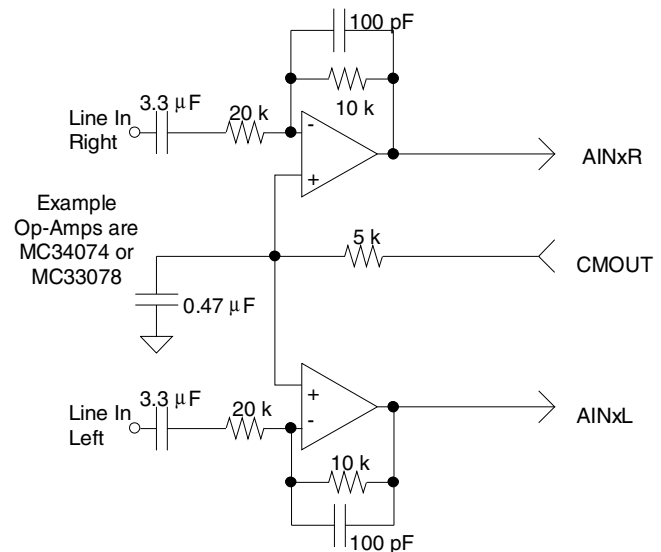 100 pF
3.3 μF
20 k
10 k
Line In
Right
-
+
AINxR
Example
Op-Amps are
MC34074 or
MC33078
5 k
CMOUT
0.47 μF
3.3 μF
20 k
Line In
Left
+
-
AINxL
10 k
100 pF